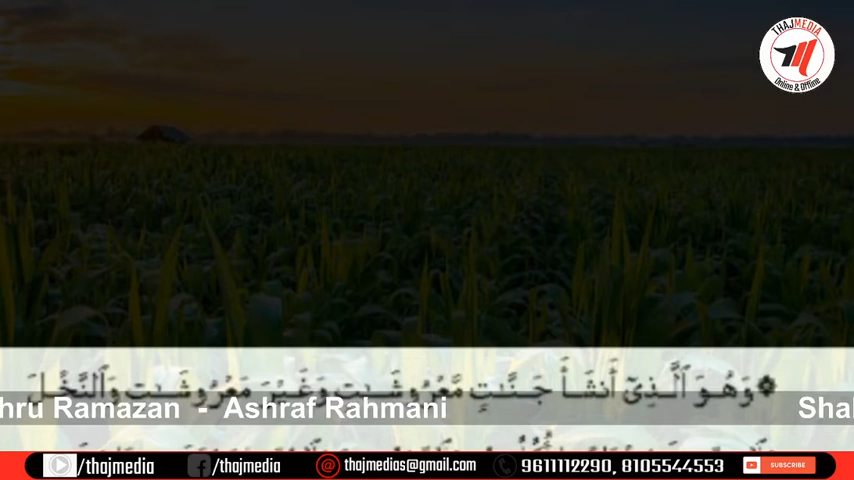 THAJMEDIA
Online & Offline
۞ وَهُوَ ٱلَّذِىٓ أَنشَأَ جَنَّـٰتٍ مَّعْرُوشَـٰتٍ وَغَيْرَ مَعْرُوشَـٰتٍ وَٱلنَّخْلَ
hru Ramazan - Ashraf Rahmani Sha
/thajmedia /thajmedia @ thajmedias@gmail.com 9611112290, 8105544553 SUBSCRIBE